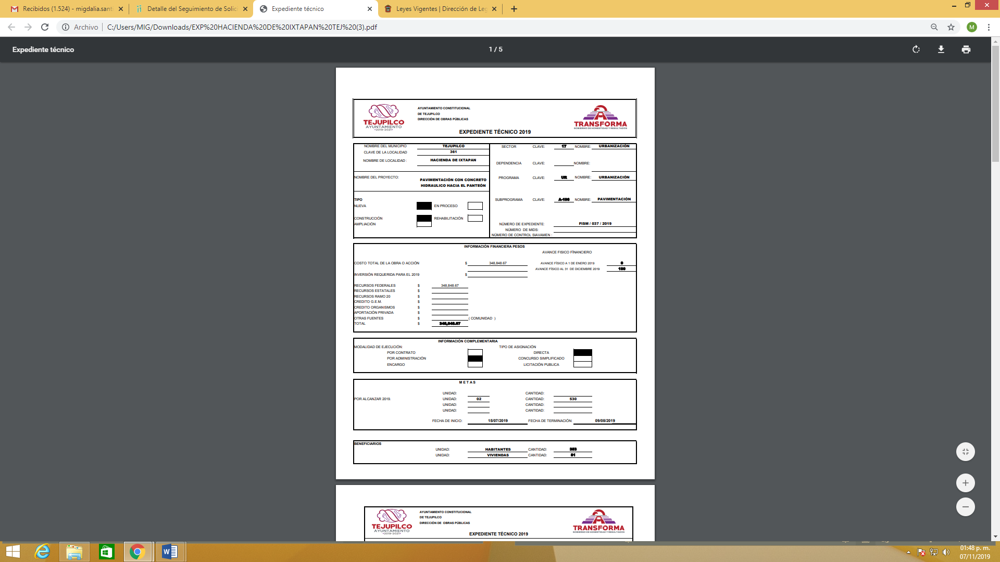 Recibidos (1.524) - migdalia.sant
Detalle del Seguimiento de Solic
Expediente técnico
Leyes Vigentes | Dirección de Leg
Archivo
C:/Users/MIG/Downloads/EXP%20HACIENDA%20DE%20IXTAPAN%20TEJ%20(3).pdf
M
Expediente técnico
1 / 5
TEJUPILCO
AYUNTAMIENTO
•2019-2021•
AYUNTAMIENTO CONSTITUCIONAL
DE TEJUPILCO
DIRECCIÓN DE OBRAS PÚBLICAS
EXPEDIENTE TÉCNICO 2019
TRANSFORMA
GOBIERNO DE HONESTIDAD Y RESULTADOS
NOMBRE DEL MUNICIPIO TEJUPILCO
CLAVE DE LA LOCALIDAD 361
NOMBRE DE LOCALIDAD : HACIENDA DE IXTAPAN
NOMBRE DEL PROYECTO: PAVIMENTACIÓN CON CONCRETO
HIDRAULICO HACIA EL PANTEÓN
TIPO
NUEVA EN PROCESO
CONSTRUCCIÓN REHABILITACIÓN
AMPLIACIÓN
SECTOR CLAVE: 17 NOMBRE: URBANIZACIÓN
DEPENDENCIA CLAVE: NOMBRE:
PROGRAMA CLAVE: UR NOMBRE: URBANIZACIÓN
SUBPROGRAMA CLAVE: A-198 NOMBRE: PAVIMENTACIÓN
NÚMERO DE EXPEDIENTE: FISM / 037 / 2019
NÚMERO DE MIDS:
NÚMERO DE CONTROL SIAVAMEN :
INFORMACIÓN FINANCIERA PESOS
AVANCE FISICO FÍNANCIERO
COSTO TOTAL DE LA OBRA O ACCIÓN $ 348,848.67 AVANCE FÍSICO A 1 DE ENERO 2019 0
AVANCE FÍSICO AL 31 DE DICIEMBRE 2019 100
INVERSIÓN REQUERIDA PARA EL 2019 $
RECURSOS FEDERALES $ 348,848.67
RECURSOS ESTATALES $
RECURSOS RAMO 20 $
CREDITO G.E.M. $
CREDITO ORGANISMOS $
APORTACIÓN PRIVADA $
OTRAS FUENTES $ ( COMUNIDAD )
TOTAL $ 348,848.67
INFORMACIÓN COMPLEMENTARIA
MODALIDAD DE EJECUCIÓN: TIPO DE ASIGNACIÓN
POR CONTRATO DIRECTA
POR ADMINISTRACIÓN CONCURSO SIMPLIFICADO
ENCARGO LICITACIÓN PUBLICA
M E T A S
UNIDAD: CANTIDAD:
POR ALCANZAR 2019. UNIDAD: 02 CANTIDAD: 530
UNIDAD: CANTIDAD:
UNIDAD: CANTIDAD:
FECHA DE INICIO: 15/07/2019 FECHA DE TERMINACIÓN: 09/08/2019
BENEFICIARIOS
UNIDAD: HABITANTES CANTIDAD: 353
UNIDAD: VIVIENDAS CANTIDAD: 81
TEJUPILCO
AYUNTAMIENTO
•2019-2021•
AYUNTAMIENTO CONSTITUCIONAL
DE TEJUPILCO
DIRECCIÓN DE OBRAS PÚBLICAS
EXPEDIENTE TÉCNICO 2019
TRANSFORMA
GOBIERNO DE HONESTIDAD Y RESULTADOS
01:48 p. m.
07/11/2019